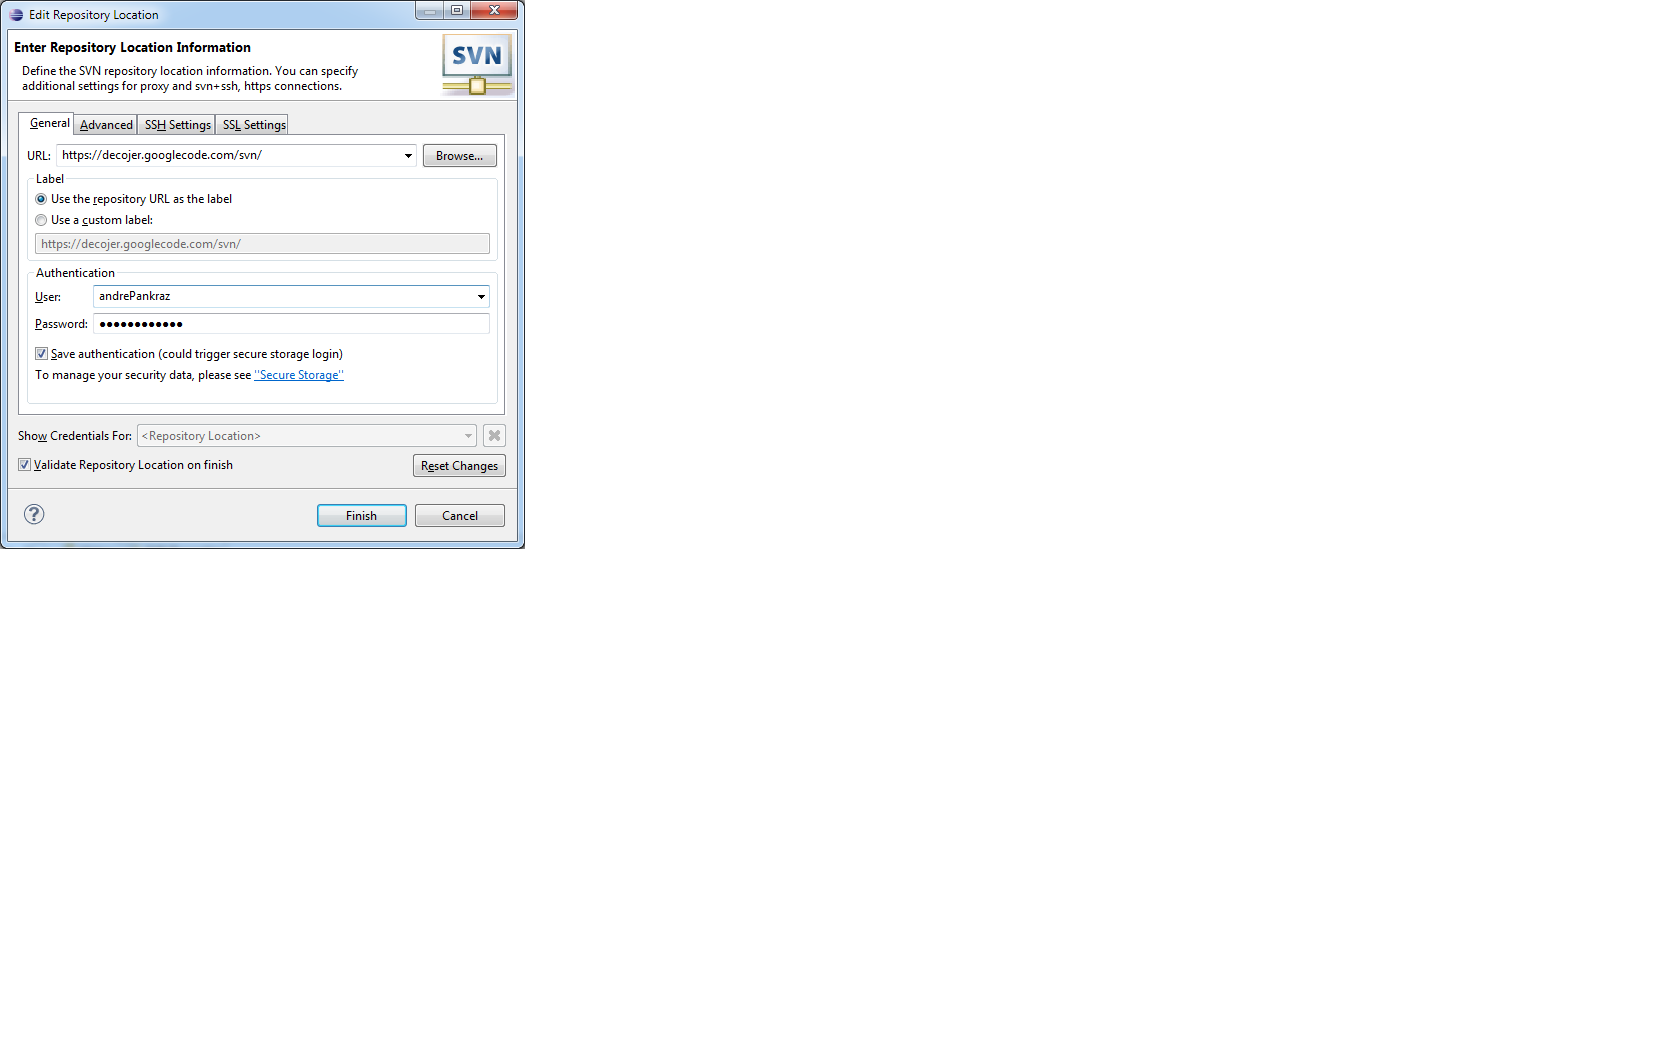 Edit Repository Location
Enter Repository Location Information
SVN
Define the SVN repository location information. You can specify
additional settings for proxy and svn+ssh, https connections.
General Advanced SSH Settings SSL Settings
URL: https://decojer.googlecode.com/svn/ Browse...
Label
Use the repository URL as the label
Use a custom label:
https://decojer.googlecode.com/svn/
Authentication
User: andrePankraz
Password: ●●●●●●●●●●●●
Save authentication (could trigger secure storage login)
To manage your security data, please see "Secure Storage"
Show Credentials For: <Repository Location>
Validate Repository Location on finish Reset Changes
? Finish Cancel